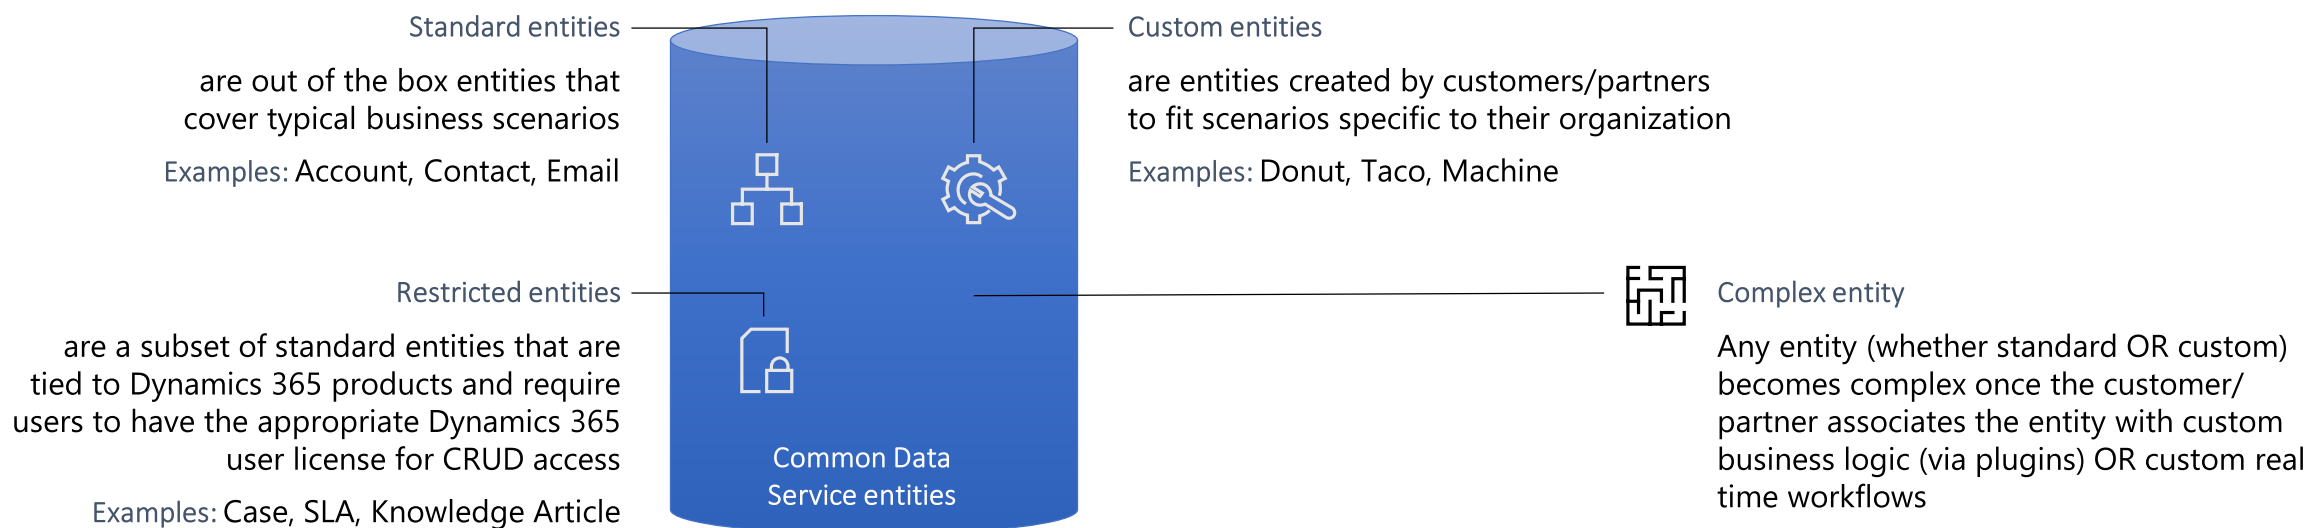 Standard entities
are out of the box entities that
cover typical business scenarios
Examples: Account, Contact, Email
Custom entities
are entities created by customers/partners
to fit scenarios specific to their organization
Examples: Donut, Taco, Machine
Restricted entities
are a subset of standard entities that are
tied to Dynamics 365 products and require
users to have the appropriate Dynamics 365
user license for CRUD access
Examples: Case, SLA, Knowledge Article
Common Data
Service entities
Complex entity
Any entity (whether standard OR custom)
becomes complex once the customer/
partner associates the entity with custom
business logic (via plugins) OR custom real
time workflows